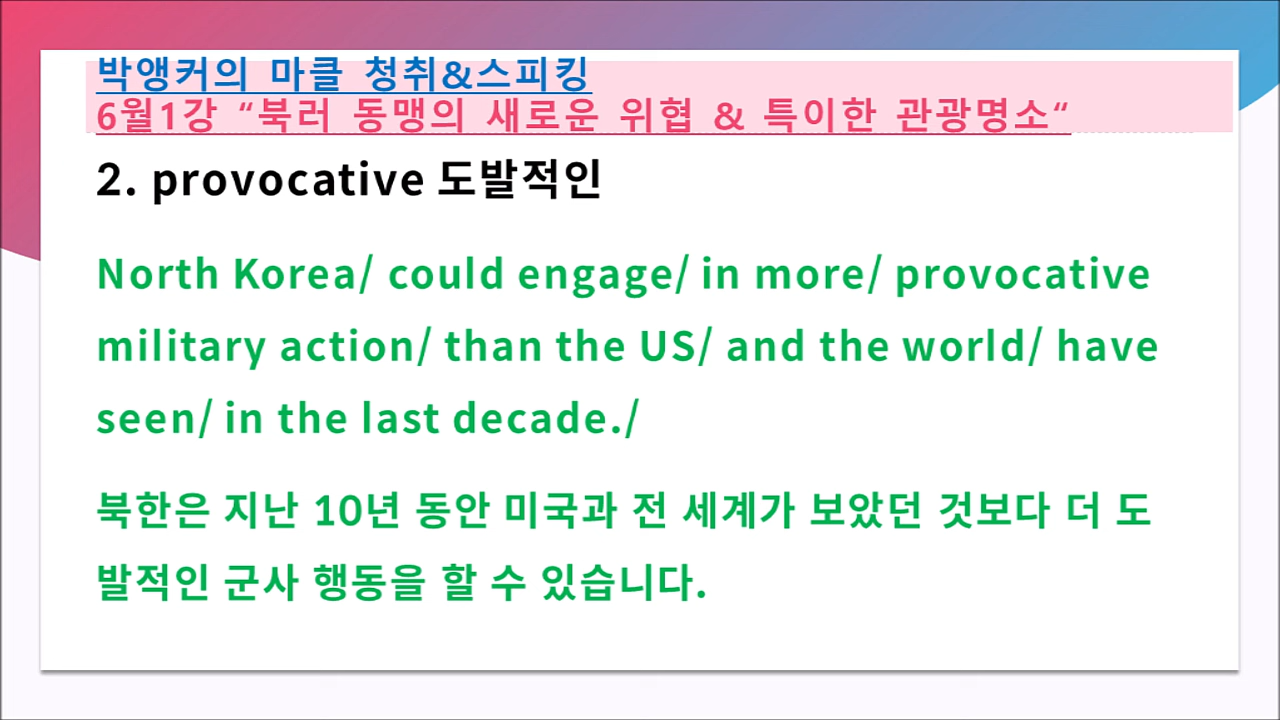 박앵커의 마클 청취&스피킹
6월1강 “북러 동맹의 새로운 위협 & 특이한 관광명소“
2. provocative 도발적인
North Korea/ could engage/ in more/ provocative
military action/ than the US/ and the world/ have
seen/ in the last decade./
북한은 지난 10년 동안 미국과 전 세계가 보았던 것보다 더 도
발적인 군사 행동을 할 수 있습니다.